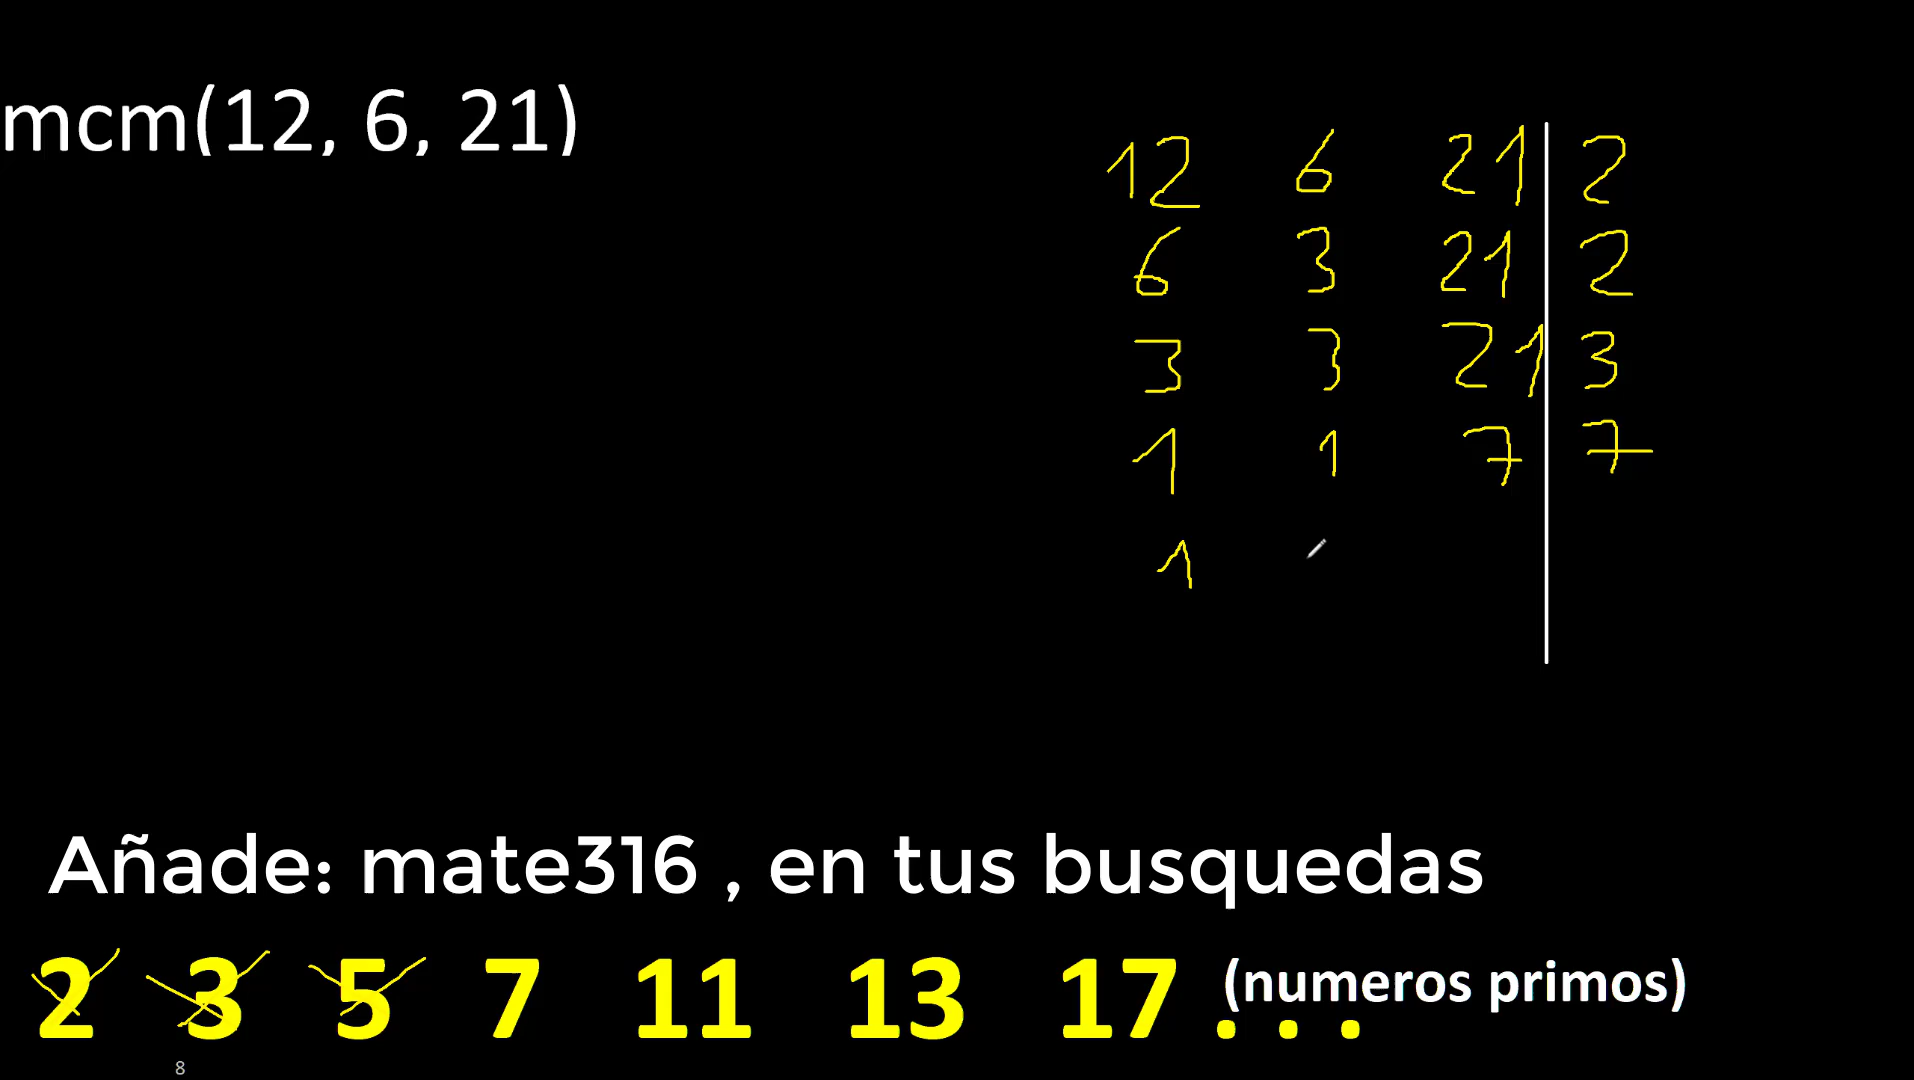 mcm(12, 6, 21)
12 6 21 2
6 3 21 2
3 3 21 3
1 1 7 7
1
Añade: mate316 , en tus busquedas
2 3 5 7 11 13 17 . . . (numeros primos)
8